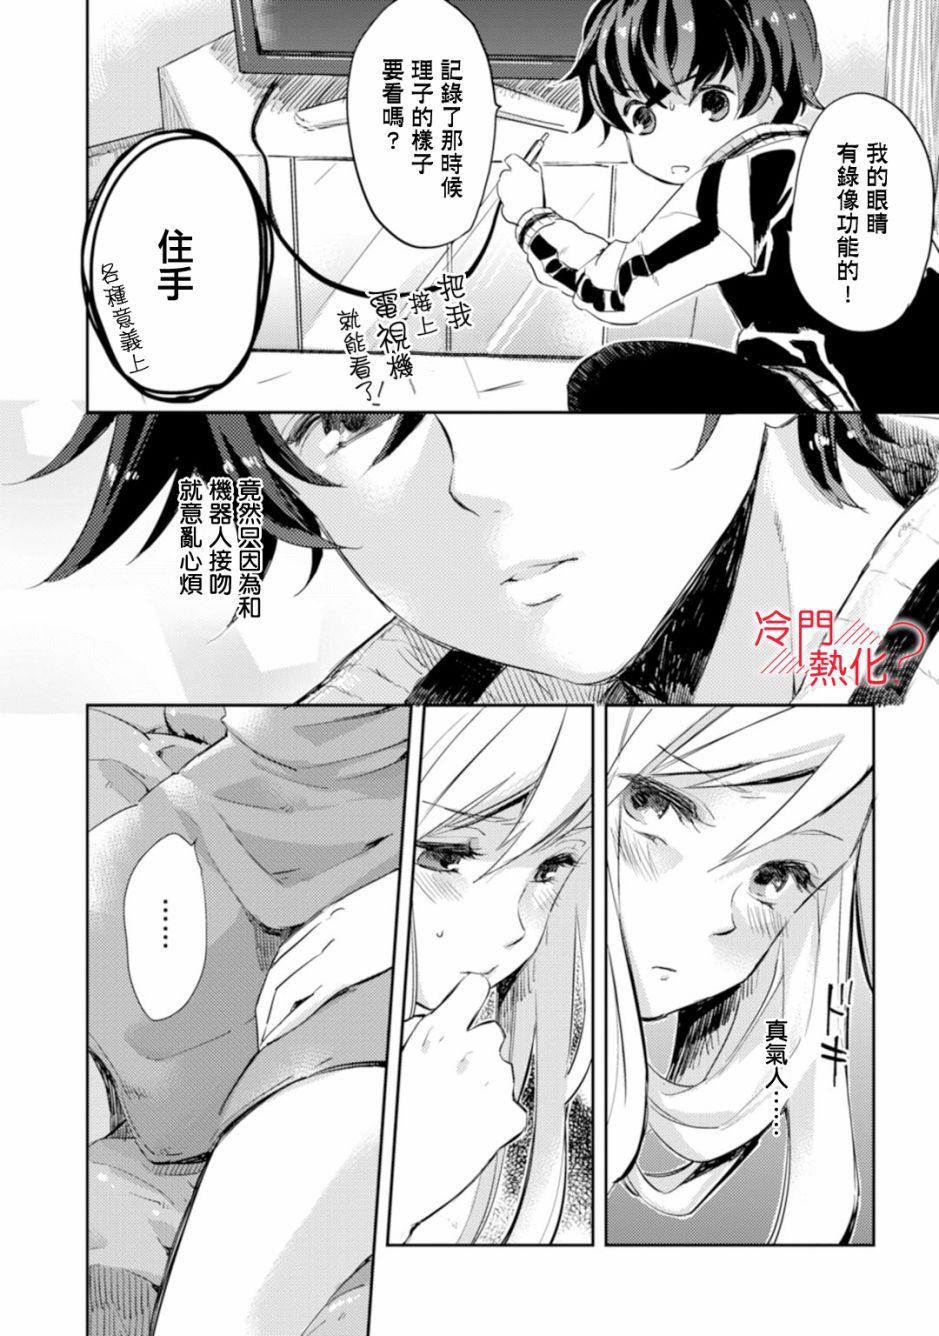 我的眼睛
有錄像功能的！
記錄了那時候
理子的樣子
要看嗎？
把我
接上
電視機
就能看了！
住手
各種意義上
竟然只因為和
機器人接吻
就意亂心煩
冷門
熱化？
ドキ
真氣人……
……